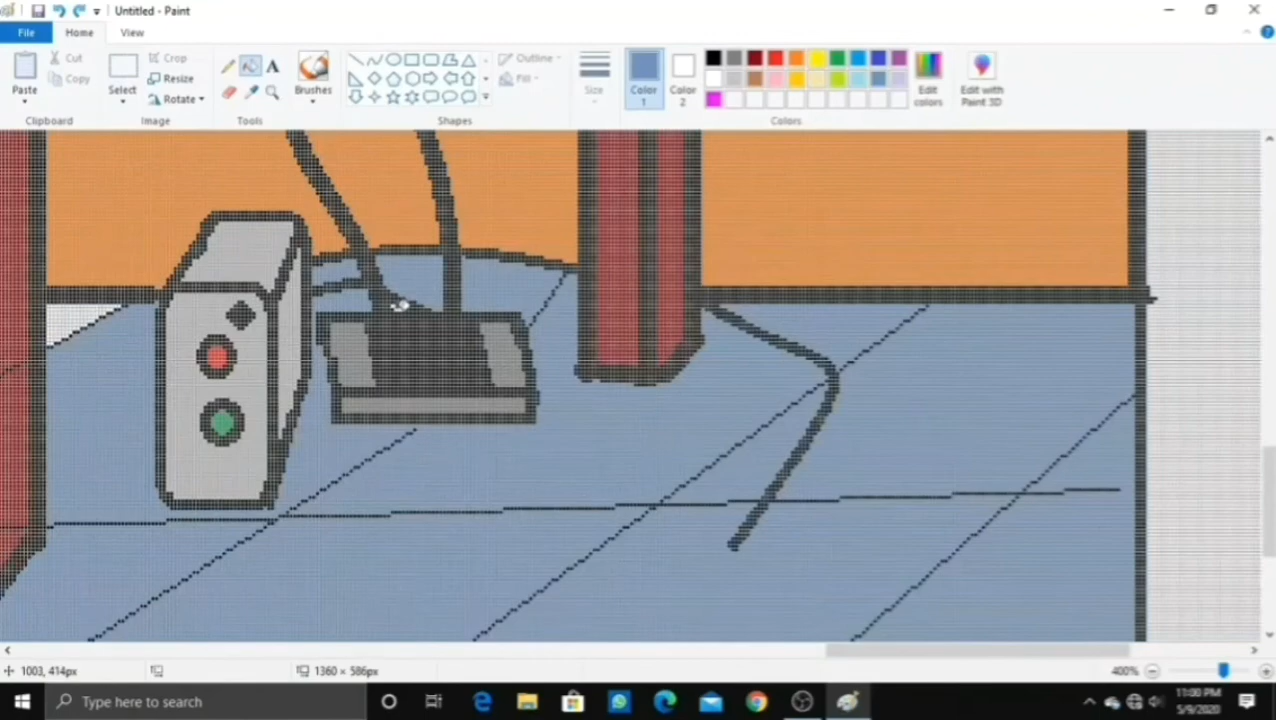 Untitled - Paint
File Home View
Paste
Cut
Copy
Clipboard
Select
Crop
Resize
Rotate
Image
Tools
Brushes
Shapes
Outline
Fill
Size
Color 1
Color 2
Edit colors
Edit with Paint 3D
Colors
1003, 414px
1360 × 586px
400%
Type here to search
11:00 PM
5/9/2020